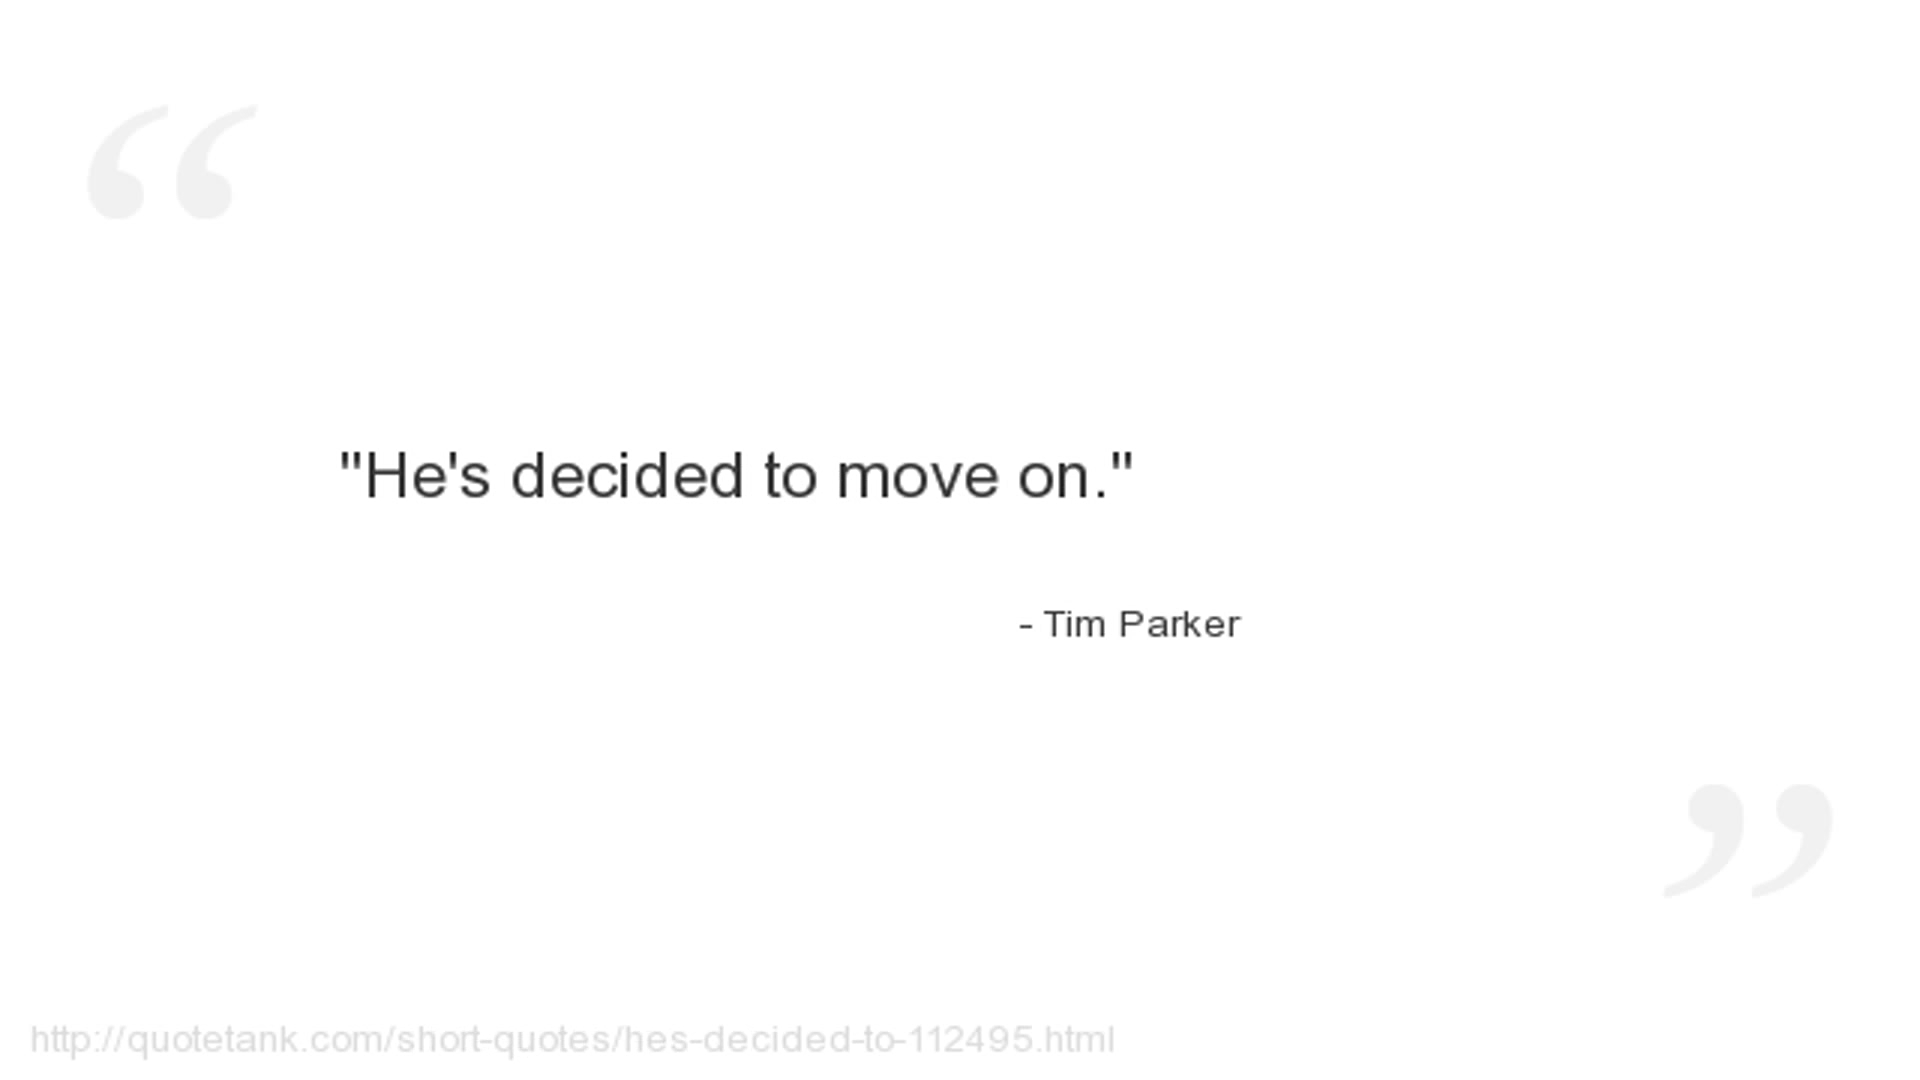 "He's decided to move on."
- Tim Parker
http://quotetank.com/short-quotes/hes-decided-to-112495.html